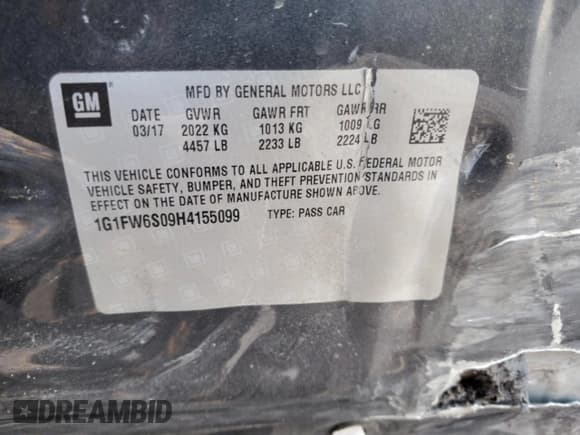 MFD BY GENERAL MOTORS LLC
GM
DATE GVWR GAWR FRT GAWR RR
03/17 2022 KG 1013 KG 1009 KG
4457 LB 2233 LB 2224 LB
THIS VEHICLE CONFORMS TO ALL APPLICABLE U.S. FEDERAL MOTOR
VEHICLE SAFETY, BUMPER, AND THEFT PREVENTION STANDARDS IN
EFFECT ON THE DATE OF MANUFACTURE SHOWN ABOVE.
1G1FW6S09H4155099 TYPE: PASS CAR
DREAMBID